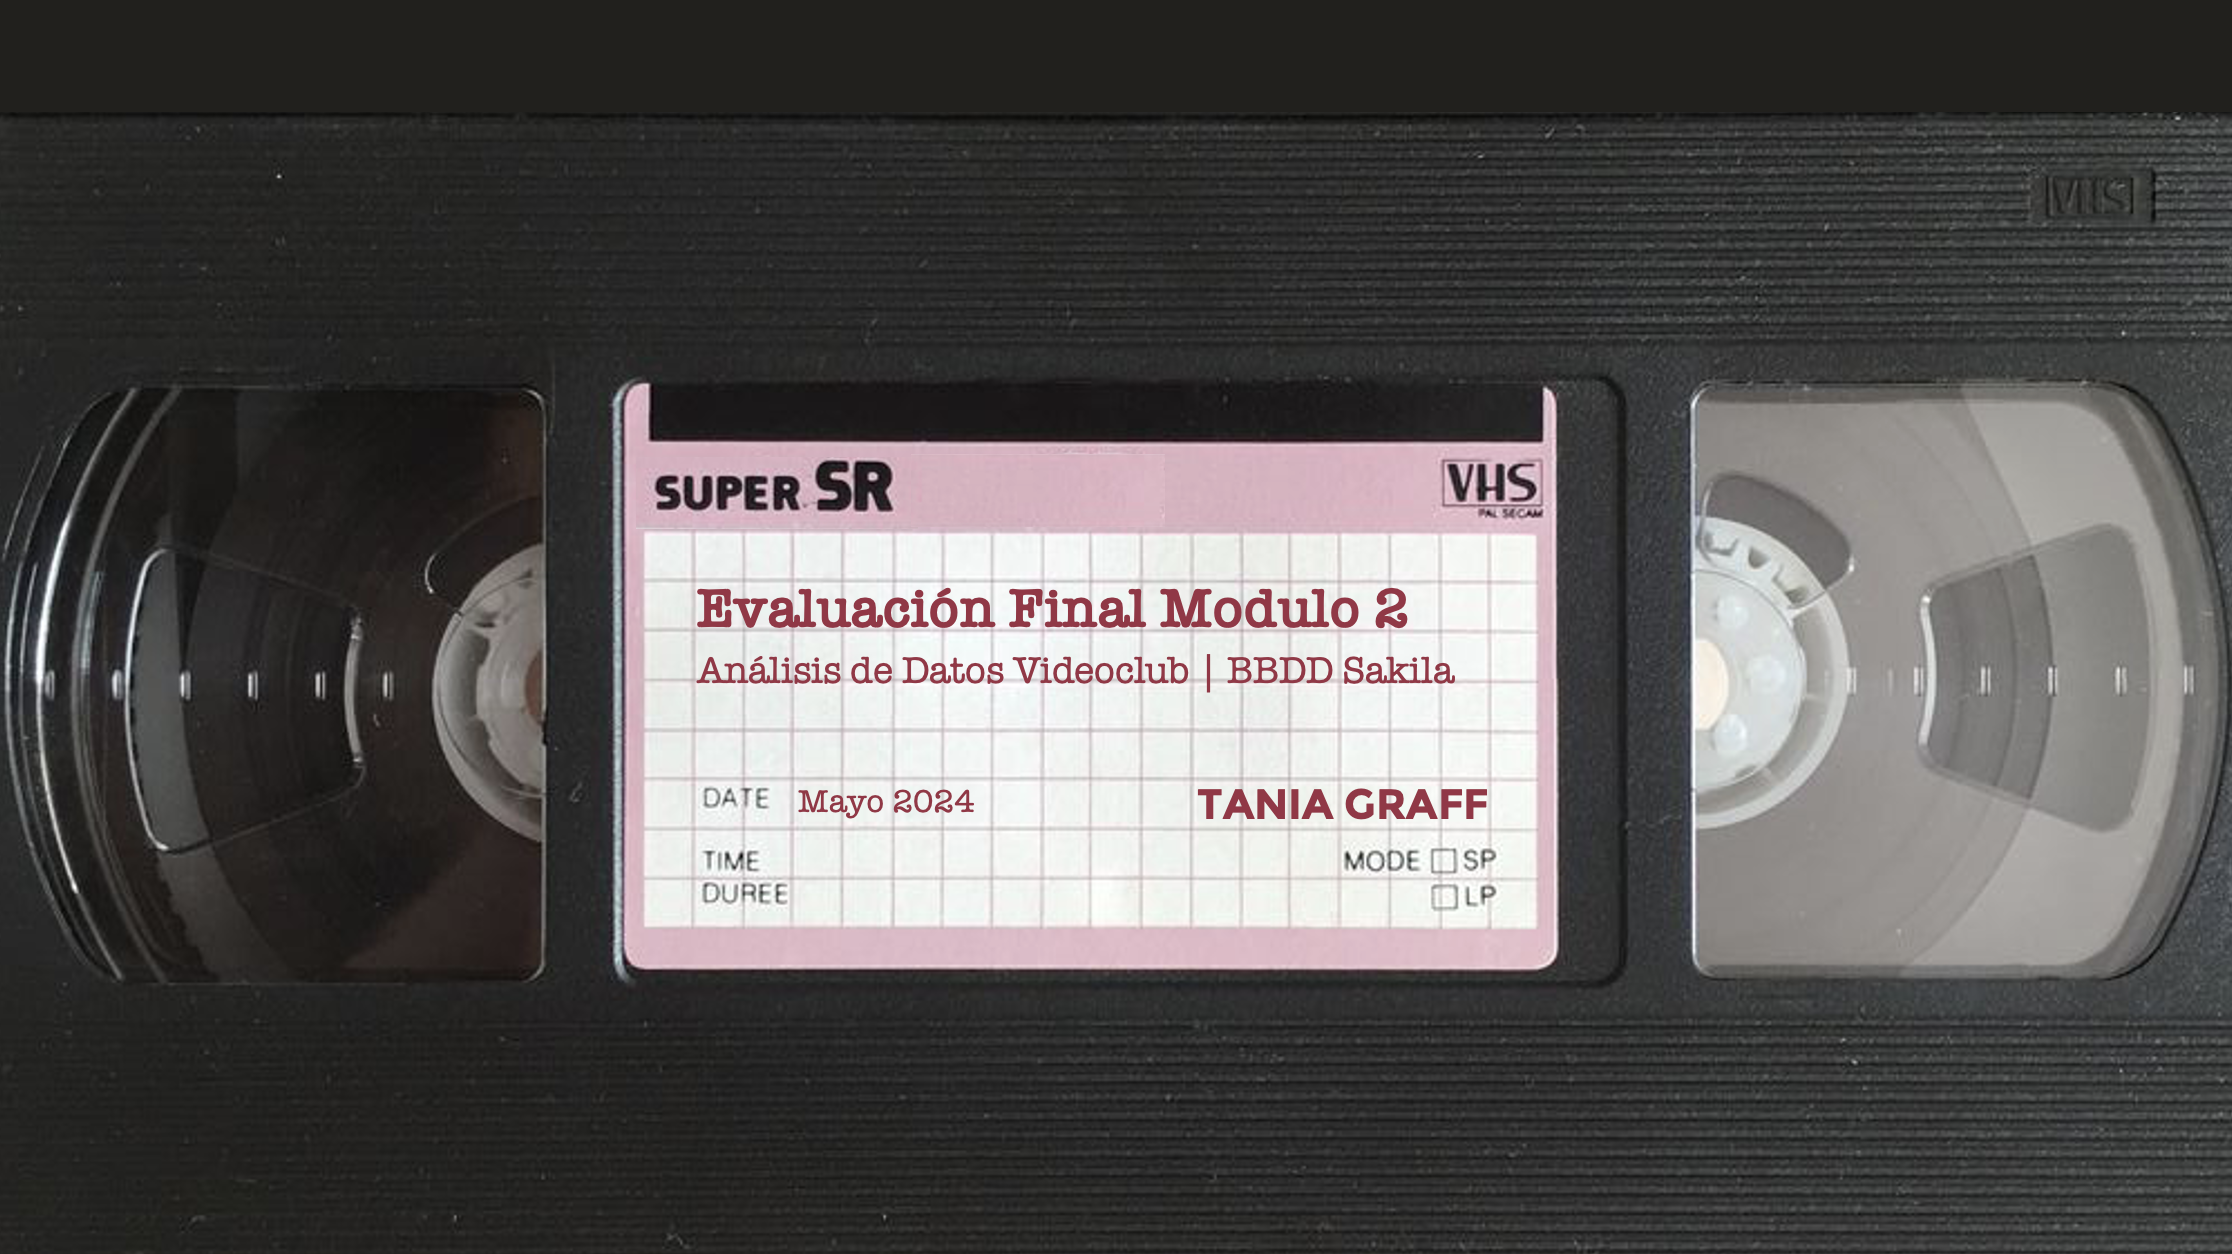 VHS
SUPER SR
VHS
PAL SECAM
Evaluación Final Modulo 2
Análisis de Datos Videoclub | BBDD Sakila
DATE Mayo 2024
TANIA GRAFF
TIME
DUREE
MODE □ SP
□ LP